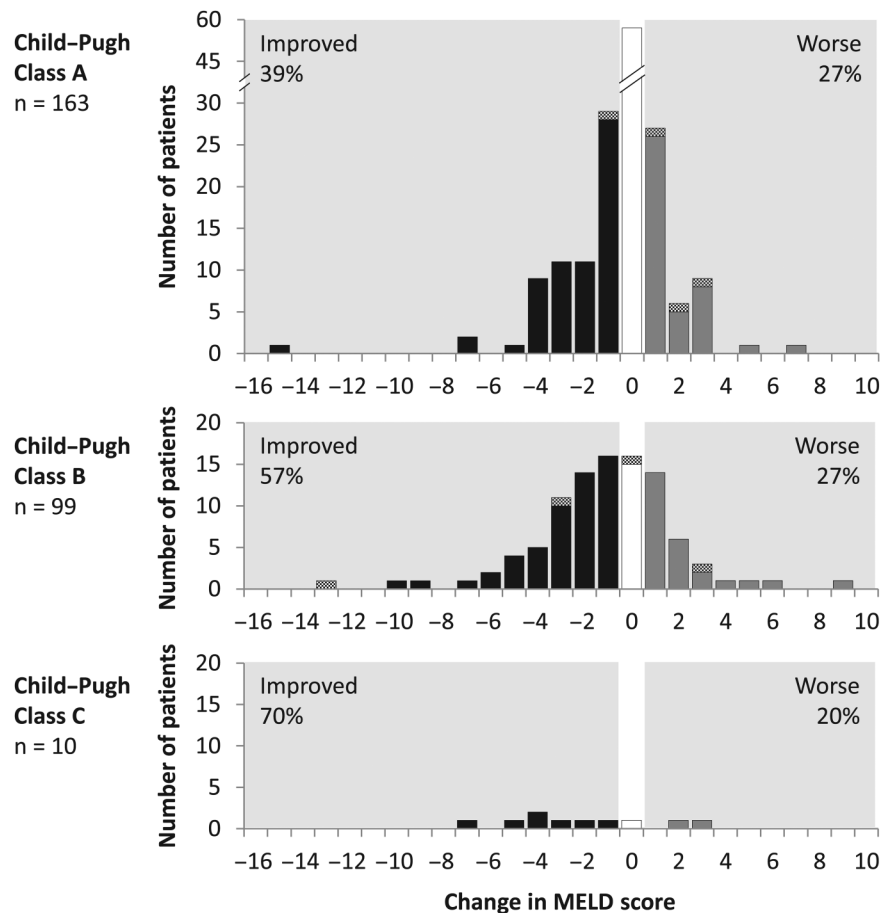 Child–Pugh
Class A
n = 163
Number of patients
60
45
30
25
20
15
10
5
0
Improved
39%
Worse
27%
−16 −14 −12 −10 −8 −6 −4 −2 0 2 4 6 8 10
Child–Pugh
Class B
n = 99
Number of patients
20
15
10
5
0
Improved
57%
Worse
27%
−16 −14 −12 −10 −8 −6 −4 −2 0 2 4 6 8 10
Child–Pugh
Class C
n = 10
Number of patients
20
15
10
5
0
Improved
70%
Worse
20%
−16 −14 −12 −10 −8 −6 −4 −2 0 2 4 6 8 10
Change in MELD score